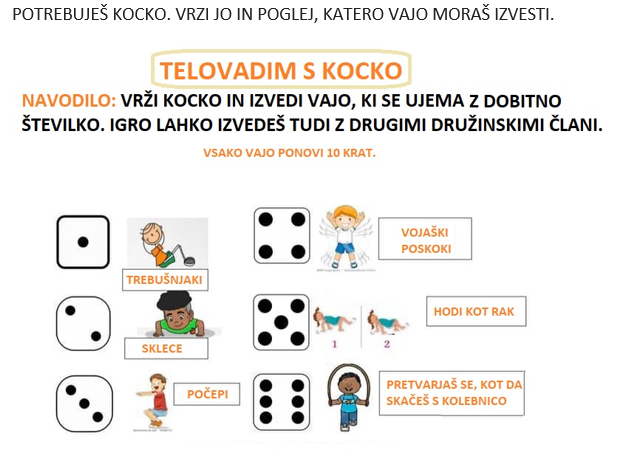 POTREBUJEŠ KOCKO. VRZI JO IN POGLEJ, KATERO VAJO MORAŠ IZVESTI.
TELOVADIM S KOCKO
NAVODILO: VRŽI KOCKO IN IZVEDI VAJO, KI SE UJEMA Z DOBITNO
ŠTEVILKO. IGRO LAHKO IZVEDEŠ TUDI Z DRUGIMI DRUŽINSKIMI ČLANI.
VSAKO VAJO PONOVI 10 KRAT.
TREBUŠNJAKI
VOJAŠKI
POSKOKI
SKLECE
HODI KOT RAK
1 2
POČEPI
PRETVARJAŠ SE, KOT DA
SKAČEŠ S KOLEBNICO